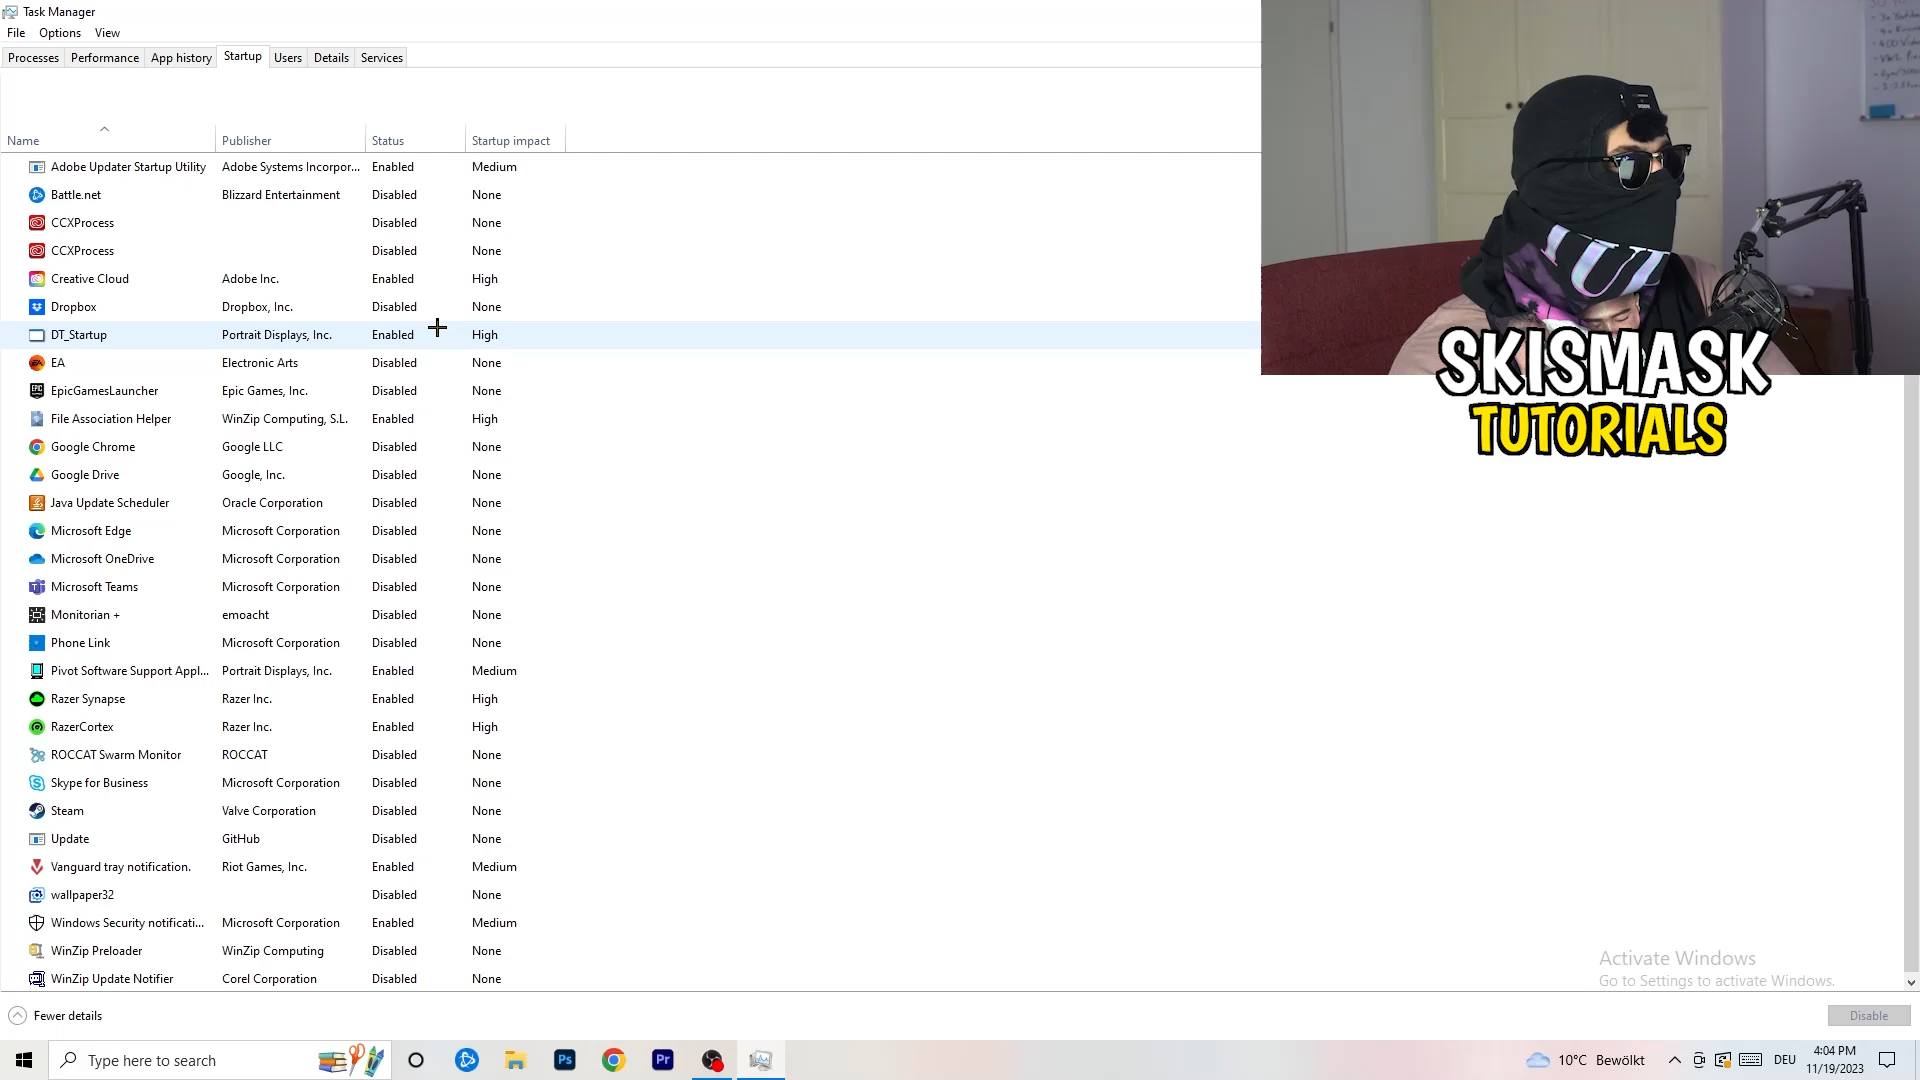 Task Manager
File Options View
Processes Performance App history Startup Users Details Services
Name Publisher Status Startup impact
Adobe Updater Startup Utility Adobe Systems Incorpor... Enabled Medium
Battle.net Blizzard Entertainment Disabled None
CCXProcess Disabled None
CCXProcess Disabled None
Creative Cloud Adobe Inc. Enabled High
Dropbox Dropbox, Inc. Disabled None
DT_Startup Portrait Displays, Inc. Enabled High
EA Electronic Arts Disabled None
EpicGamesLauncher Epic Games, Inc. Disabled None
File Association Helper WinZip Computing, S.L. Enabled High
Google Chrome Google LLC Disabled None
Google Drive Google, Inc. Disabled None
Java Update Scheduler Oracle Corporation Disabled None
Microsoft Edge Microsoft Corporation Disabled None
Microsoft OneDrive Microsoft Corporation Disabled None
Microsoft Teams Microsoft Corporation Disabled None
Monitorian + emoacht Disabled None
Phone Link Microsoft Corporation Disabled None
Pivot Software Support Appl... Portrait Displays, Inc. Enabled Medium
Razer Synapse Razer Inc. Enabled High
RazerCortex Razer Inc. Enabled High
ROCCAT Swarm Monitor ROCCAT Disabled None
Skype for Business Microsoft Corporation Disabled None
Steam Valve Corporation Disabled None
Update GitHub Disabled None
Vanguard tray notification. Riot Games, Inc. Enabled Medium
wallpaper32 Disabled None
Windows Security notificati... Microsoft Corporation Enabled Medium
WinZip Preloader WinZip Computing Disabled None
WinZip Update Notifier Corel Corporation Disabled None
SKISMASK
TUTORIALS
Activate Windows
Go to Settings to activate Windows.
Fewer details Disable
Type here to search Ps Pr 10°C Bewölkt DEU 4:04 PM
11/19/2023